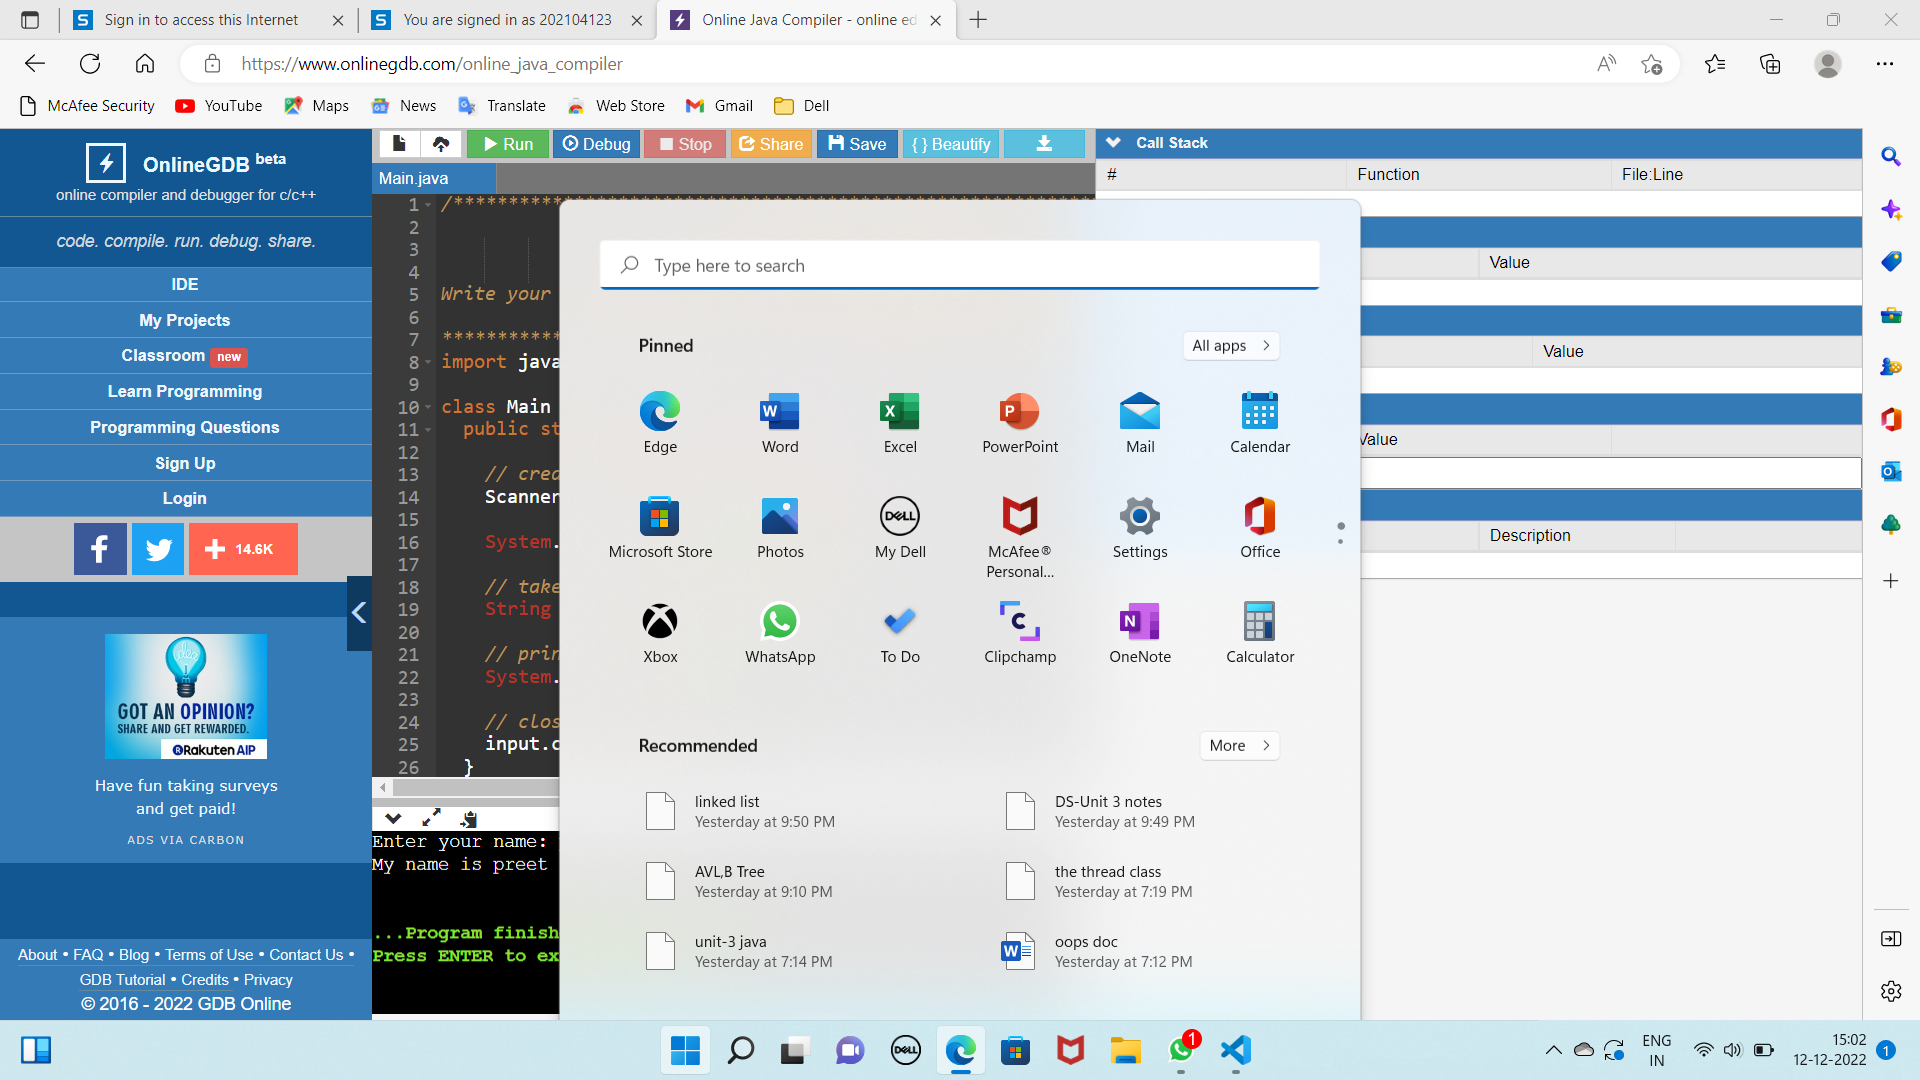 Sign in to access this Internet
You are signed in as 202104123
Online Java Compiler - online ed
https://www.onlinegdb.com/online_java_compiler
McAfee Security
YouTube
Maps
News
Translate
Web Store
Gmail
Dell
OnlineGDB beta
online compiler and debugger for c/c++
code. compile. run. debug. share.
IDE
My Projects
Classroom new
Learn Programming
Programming Questions
Sign Up
Login
14.6K
GOT AN OPINION?
SHARE AND GET REWARDED.
Rakuten AIP
Have fun taking surveys
and get paid!
ADS VIA CARBON
About • FAQ • Blog • Terms of Use • Contact Us •
GDB Tutorial • Credits • Privacy
© 2016 - 2022 GDB Online
Run
Debug
Stop
Share
Save
{ } Beautify
Main.java
1 /************************************************************
2
3
4
5 Write your
6
7 ***********
8 import java
9
10 class Main
11 public st
12
13 // crea
14 Scanner
15
16 System.
17
18 // take
19 String
20
21 // prin
22 System.
23
24 // clos
25 input.c
26 }
Enter your name:
My name is preet
...Program finish
Press ENTER to ex
Call Stack
# Function File:Line
Value
Value
Value
Description
Type here to search
Pinned
All apps
Edge
Word
Excel
PowerPoint
Mail
Calendar
Microsoft Store
Photos
My Dell
McAfee®
Personal...
Settings
Office
Xbox
WhatsApp
To Do
Clipchamp
OneNote
Calculator
Recommended
More
linked list
Yesterday at 9:50 PM
DS-Unit 3 notes
Yesterday at 9:49 PM
AVL,B Tree
Yesterday at 9:10 PM
the thread class
Yesterday at 7:19 PM
unit-3 java
Yesterday at 7:14 PM
oops doc
Yesterday at 7:12 PM
1
ENG
IN
15:02
12-12-2022
1